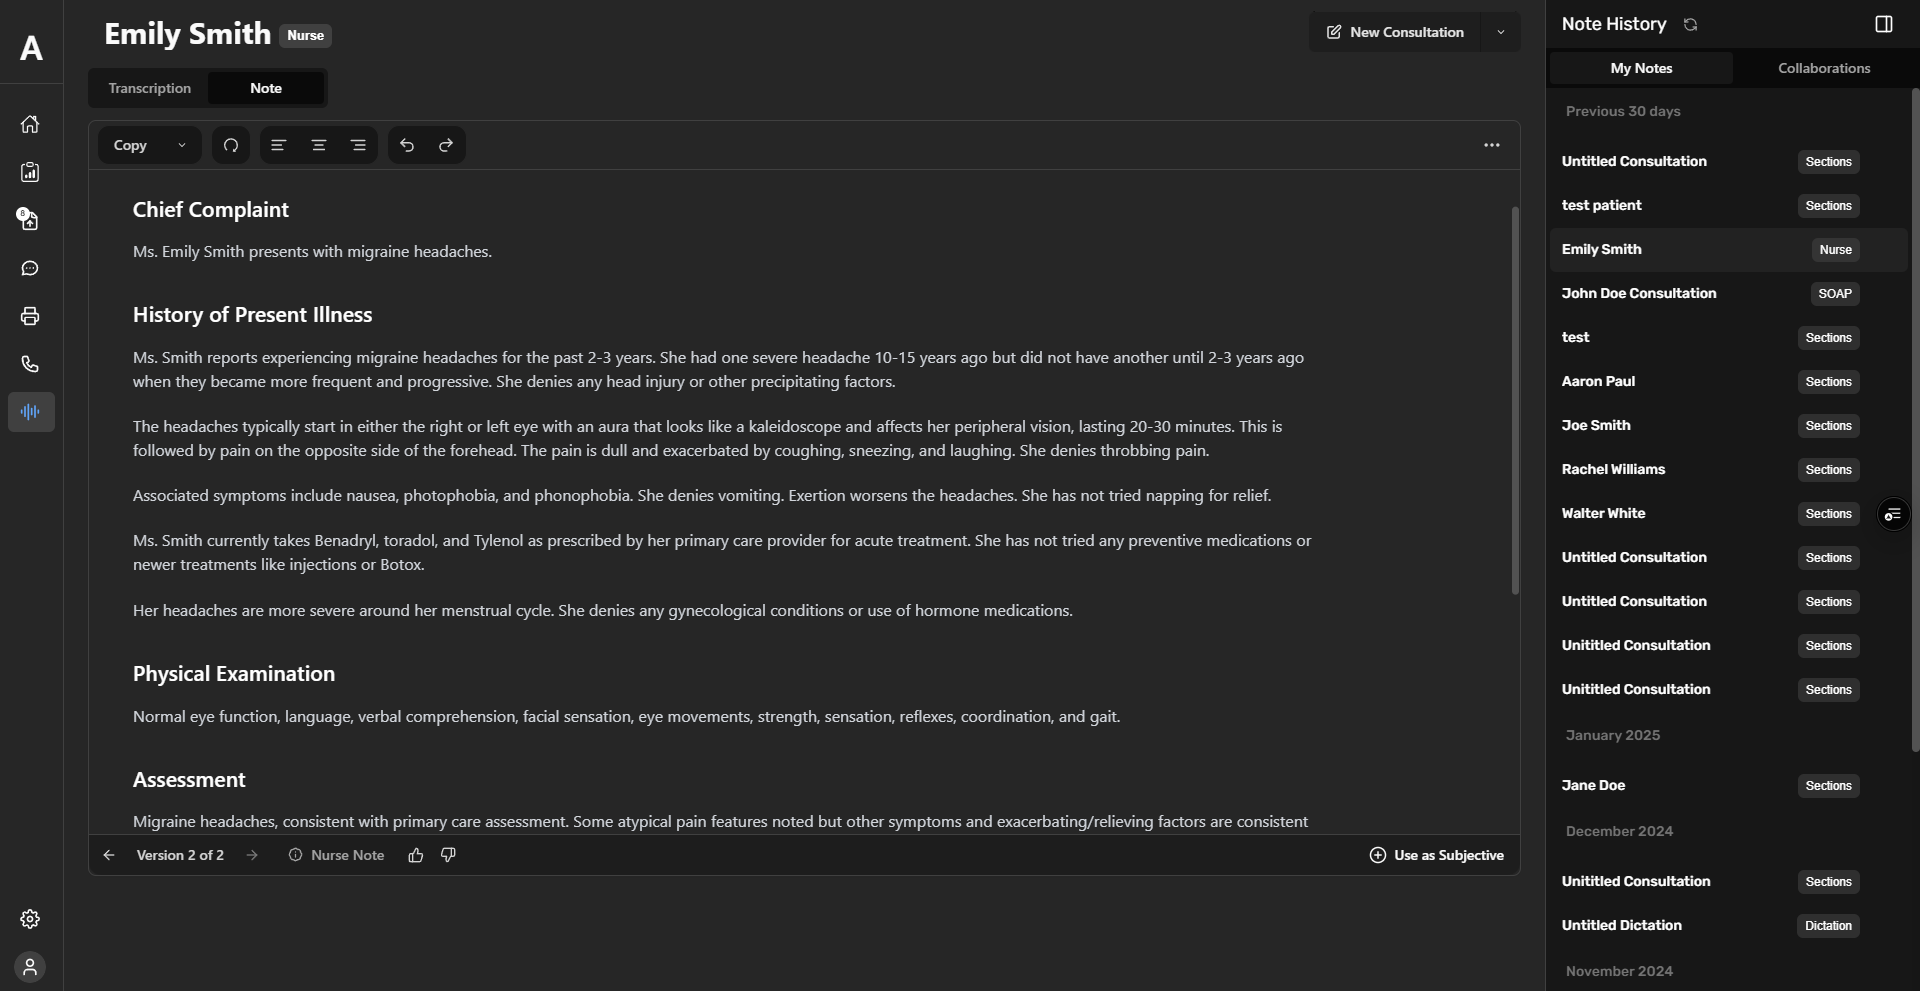 A
8
Emily Smith Nurse
New Consultation
Transcription
Note
Copy
Chief Complaint
Ms. Emily Smith presents with migraine headaches.
History of Present Illness
Ms. Smith reports experiencing migraine headaches for the past 2-3 years. She had one severe headache 10-15 years ago but did not have another until 2-3 years ago
when they became more frequent and progressive. She denies any head injury or other precipitating factors.
The headaches typically start in either the right or left eye with an aura that looks like a kaleidoscope and affects her peripheral vision, lasting 20-30 minutes. This is
followed by pain on the opposite side of the forehead. The pain is dull and exacerbated by coughing, sneezing, and laughing. She denies throbbing pain.
Associated symptoms include nausea, photophobia, and phonophobia. She denies vomiting. Exertion worsens the headaches. She has not tried napping for relief.
Ms. Smith currently takes Benadryl, toradol, and Tylenol as prescribed by her primary care provider for acute treatment. She has not tried any preventive medications or
newer treatments like injections or Botox.
Her headaches are more severe around her menstrual cycle. She denies any gynecological conditions or use of hormone medications.
Physical Examination
Normal eye function, language, verbal comprehension, facial sensation, eye movements, strength, sensation, reflexes, coordination, and gait.
Assessment
Migraine headaches, consistent with primary care assessment. Some atypical pain features noted but other symptoms and exacerbating/relieving factors are consistent
Version 2 of 2
Nurse Note
Use as Subjective
Note History
My Notes
Collaborations
Previous 30 days
Untitled Consultation Sections
test patient Sections
Emily Smith Nurse
John Doe Consultation SOAP
test Sections
Aaron Paul Sections
Joe Smith Sections
Rachel Williams Sections
Walter White Sections
Untitled Consultation Sections
Untitled Consultation Sections
Unititled Consultation Sections
Unititled Consultation Sections
January 2025
Jane Doe Sections
December 2024
Unititled Consultation Sections
Untitled Dictation Dictation
November 2024